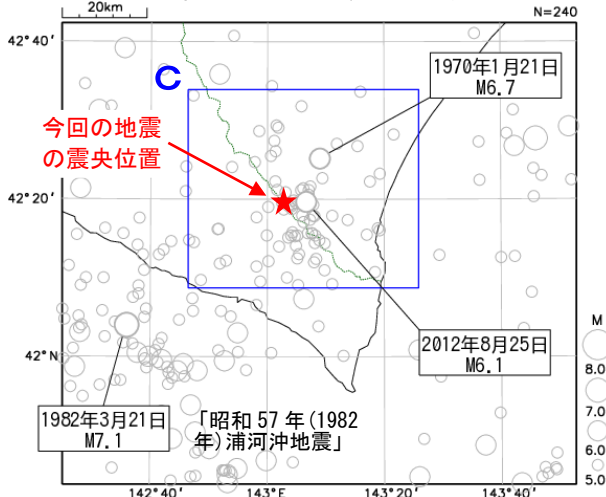 20km
N=240
42°40′
1970年1月21日
M6.7
C
今回の地震
の震央位置
42°20′
2012年8月25日
M6.1
M
8.0
7.0
6.0
5.0
42°N
1982年3月21日
M7.1
「昭和 57 年(1982
年)浦河沖地震」
142°40′
143°E
143°20′
143°40′